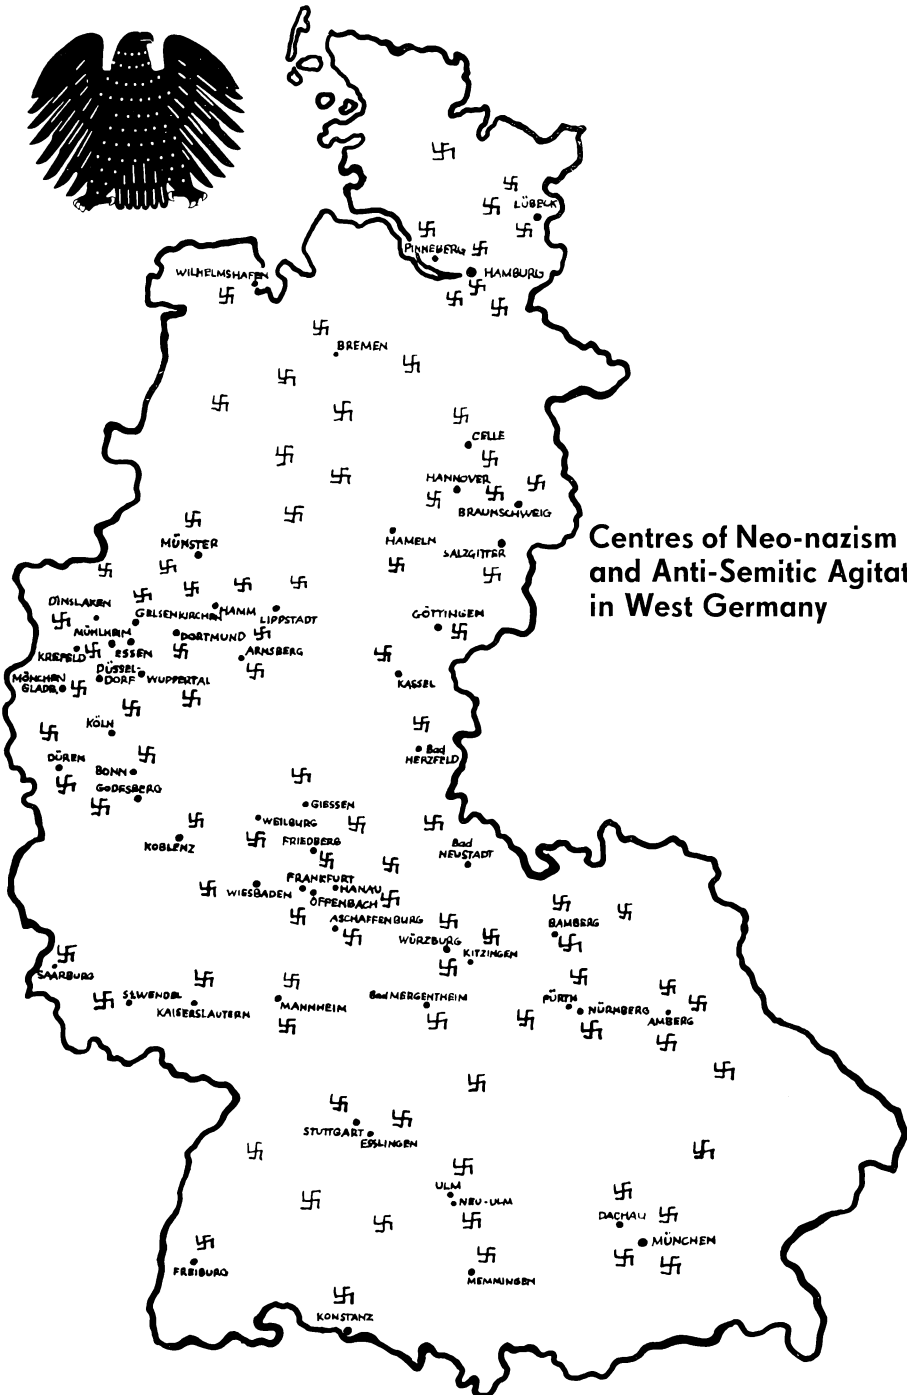 LÜBECK
PINNEBERG
HAMBURG
WILHELMSHAFEN
BREMEN
CELLE
HANNOVER
BRAUNSCHWEIG
Centres of Neo-nazism
and Anti-Semitic Agitat
in West Germany
HAMELN
SALZGITTER
MÜNSTER
DINSLAKEN
GELSENKIRCHEN
HAMM
LIPPSTADT
GÖTTINGEN
MÜHLHEIM
DORTMUND
KREFELD
ESSEN
ARNSBERG
MÖNCHEN
GLADB.
DÜSSEL-
DORF
WUPPERTAL
KASSEL
KÖLN
Bad
HERZFELD
DÜREN
BONN
GODESBERG
GIESSEN
WEILBURG
KOBLENZ
FRIEDBERG
Bad
NEUSTADT
FRANKFURT
WIESBADEN
HANAU
OFFENBACH
ASCHAFFENBURG
BAMBERG
WÜRZBURG
KITZINGEN
SAARBURG
St.WENDEL
KAISERSLAUTERN
MANNHEIM
Bad MERGENTHEIM
FÜRTH
NÜRNBERG
AMBERG
STUTTGART
ESSLINGEN
ULM
NEU-ULM
DACHAU
MÜNCHEN
FREIBURG
MEMMINGEN
KONSTANZ